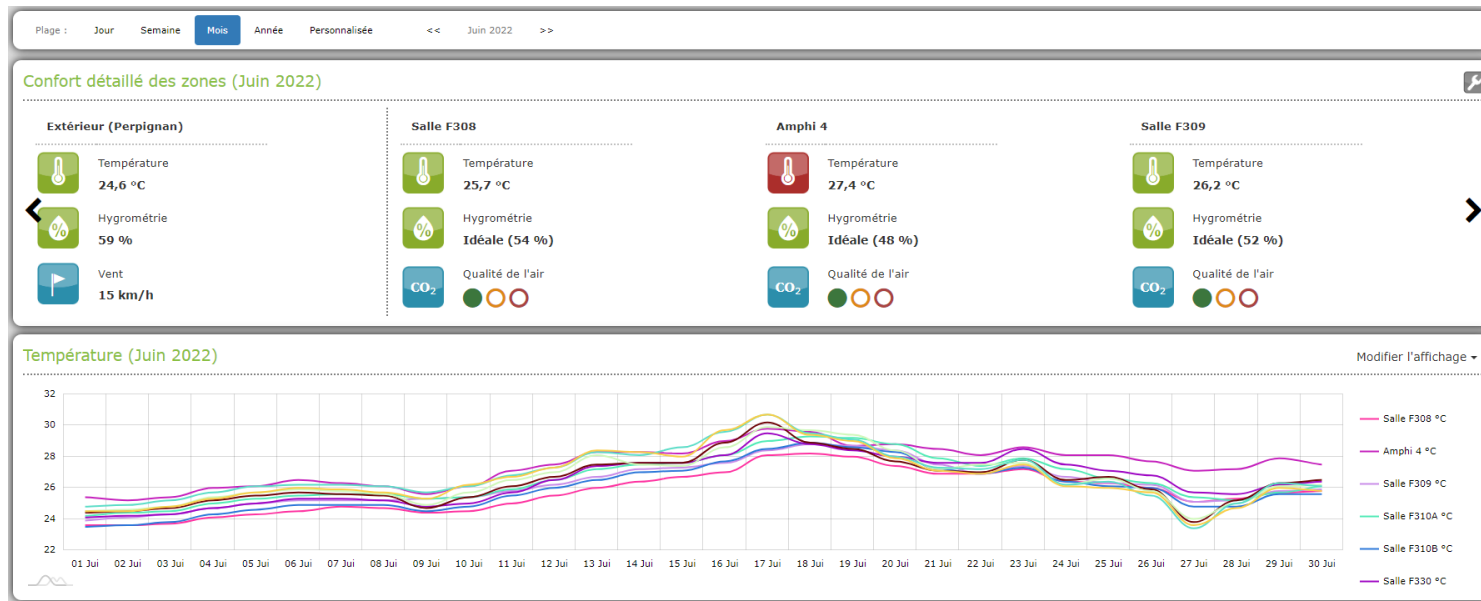 Plage : Jour Semaine Mois Année Personnalisée << Juin 2022 >>
Confort détaillé des zones (Juin 2022)
Extérieur (Perpignan)
Température
24,6 °C
%
Hygrométrie
59 %
Vent
15 km/h
Salle F308
Température
25,7 °C
%
Hygrométrie
Idéale (54 %)
CO2
Qualité de l'air
Amphi 4
Température
27,4 °C
%
Hygrométrie
Idéale (48 %)
CO2
Qualité de l'air
Salle F309
Température
26,2 °C
%
Hygrométrie
Idéale (52 %)
CO2
Qualité de l'air
Température (Juin 2022)
Modifier l'affichage
32
30
28
26
24
22
01 Jui 02 Jui 03 Jui 04 Jui 05 Jui 06 Jui 07 Jui 08 Jui 09 Jui 10 Jui 11 Jui 12 Jui 13 Jui 14 Jui 15 Jui 16 Jui 17 Jui 18 Jui 19 Jui 20 Jui 21 Jui 22 Jui 23 Jui 24 Jui 25 Jui 26 Jui 27 Jui 28 Jui 29 Jui 30 Jui
Salle F308 °C
Amphi 4 °C
Salle F309 °C
Salle F310A °C
Salle F310B °C
Salle F330 °C